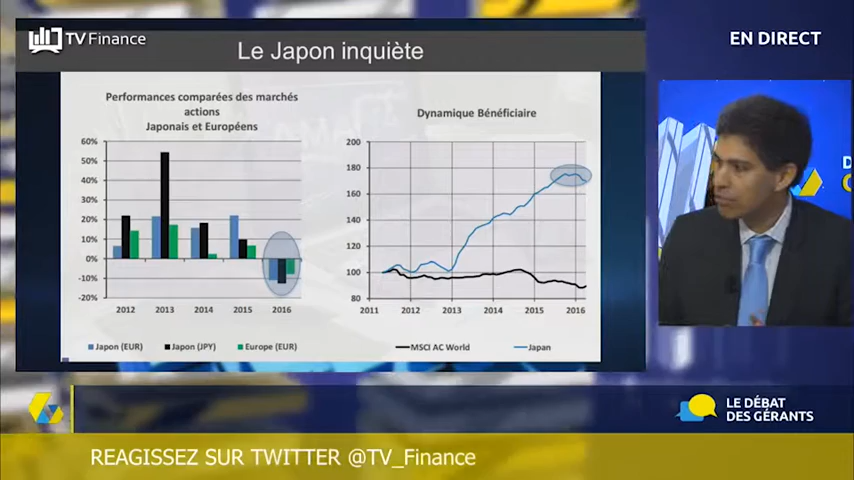 TV Finance
Le Japon inquiète
EN DIRECT
Performances comparées des marchés
actions
Japonais et Européens
60%
50%
40%
30%
20%
10%
0%
-10%
-20%
2012 2013 2014 2015 2016
Japon (EUR) Japon (JPY) Europe (EUR)
Dynamique Bénéficiaire
200
180
160
140
120
100
80
2011 2012 2013 2014 2015 2016
MSCI AC World Japan
D
LE DÉBAT
DES GÉRANTS
REAGISSEZ SUR TWITTER @TV_Finance